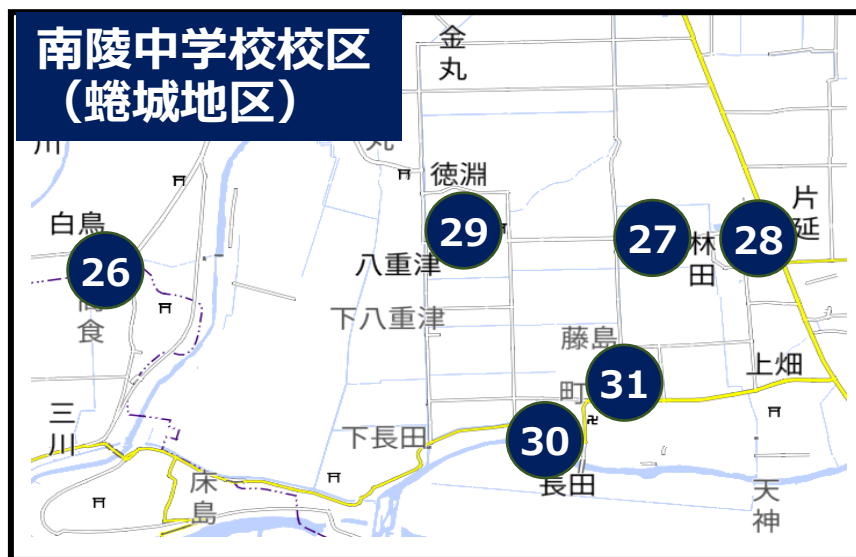 南陵中学校校区
（蜷城地区）
金
丸
川
丸
徳淵
白鳥
29
27
林
田
28
片
延
26
八重津
食
下八重津
藤島
町
31
上畑
三
川
下長田
30
長田
床
島
天
神